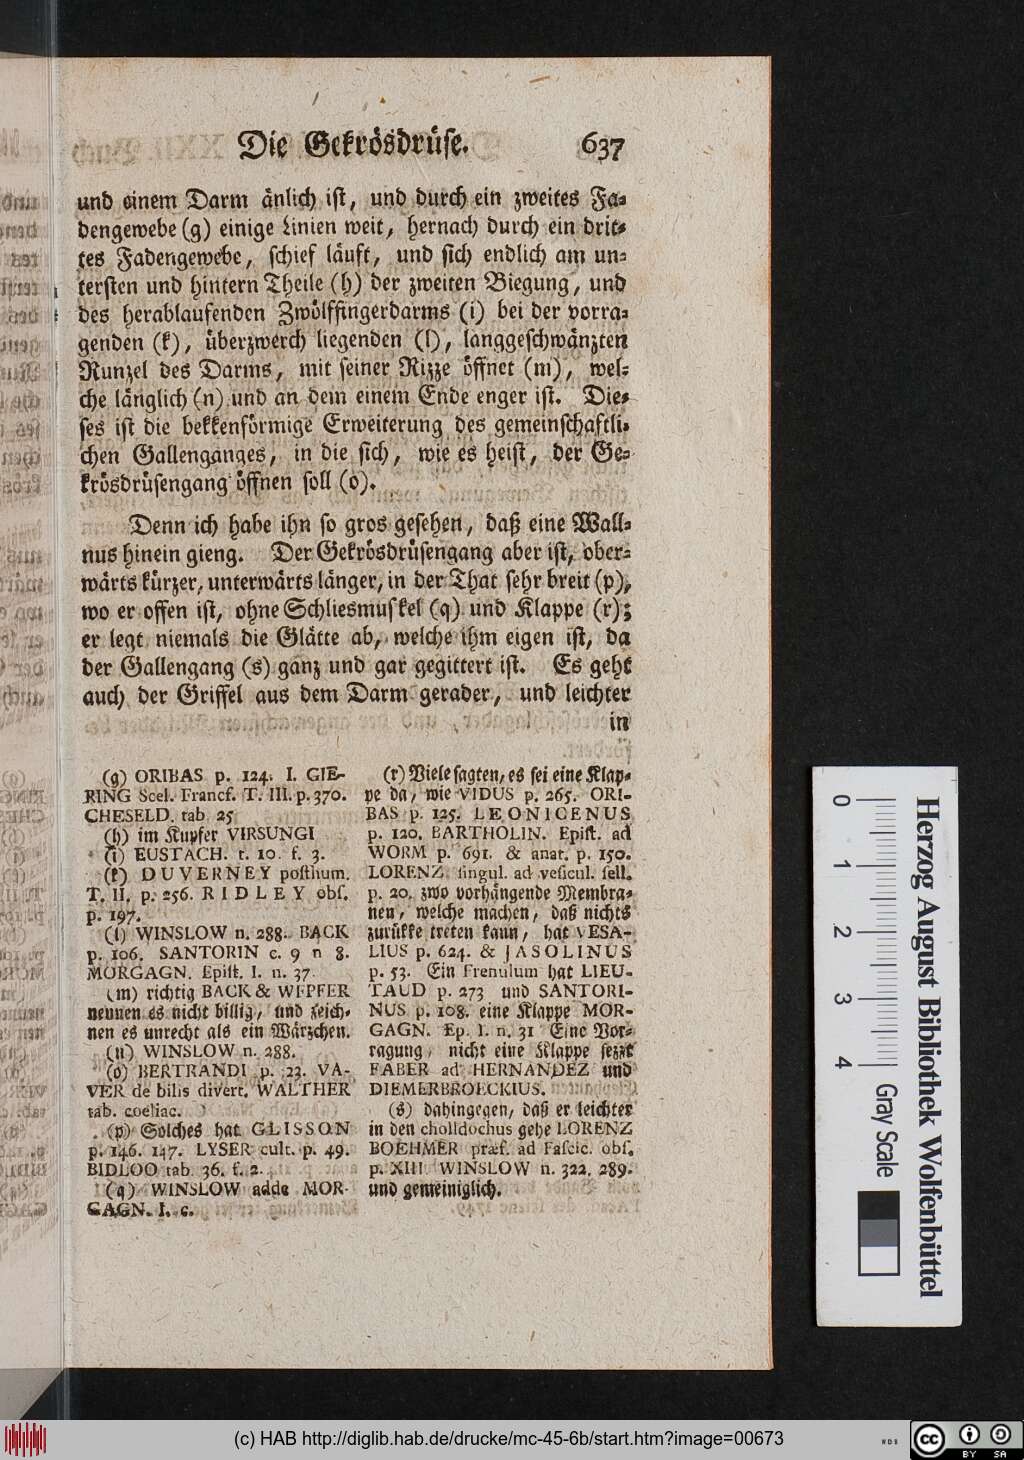 Die Gekrösdrüse. 637
und einem Darm änlich ist, und durch ein zweites Fa-
dengewebe (g) einige Linien weit, hernach durch ein drit-
tes Fadengewebe, schief läuft, und sich endlich am un-
tersten und hintern Theile (h) der zweiten Biegung, und
des herablaufenden Zwölffingerdarms (i) bei der vorra-
genden (k), überzwerch liegenden (l), langgeschwänzten
Runzel des Darms, mit seiner Rizze öffnet (m), wel-
che länglich (n) und an dem einem Ende enger ist. Die-
ses ist die bekkenförmige Erweiterung des gemeinschaftli-
chen Gallenganges, in die sich, wie es heist, der Ge-
krösdrüsengang öffnen soll (o).
Denn ich habe ihn so gros gesehen, daß eine Wall-
nus hinein gieng. Der Gekrösdrüsengang aber ist, ober-
wärts kürzer, unterwärts länger, in der That sehr breit (p),
wo er offen ist, ohne Schliesmuskel (q) und Klappe (r);
er legt niemals die Glätte ab, welche ihm eigen ist, da
der Gallengang (s) ganz und gar gegittert ist. Es geht
auch der Griffel aus dem Darm gerader, und leichter
in
(g) ORIBAS p. 124. I. GIE-
RING Scel. Francf. T. III. p. 370.
CHESELD. tab. 25
(h) im Kupfer VIRSUNGI
(i) EUSTACH. t. 10. f. 3.
(k) DUVERNEY posthum.
T. II. p. 256. RIDLEY obs.
p. 197.
(l) WINSLOW n. 288. BACK
p. 106. SANTORIN c. 9 n 8.
MORGAGN. Epist. I. n. 37.
(m) richtig BACK & WEPFER
nennen es nicht billig, und zeich-
nen es unrecht als ein Wärzchen.
(n) WINSLOW n. 288.
(o) BERTRANDI p. 23. VA-
VER de bilis divert. WALTHER
tab. coeliac.
(p) Solches hat GLISSON
p. 146. 147. LYSER cult. p. 49.
BIDLOO tab. 36. f. 2.
(q) WINSLOW adde MOR-
GAGN. I. c.
(r) Viele sagten, es sei eine Klap-
pe da, wie VIDUS p. 265. ORI-
BAS p. 125. LEONICENUS
p. 120. BARTHOLIN. Epist. ad
WORM p. 691. & anat. p. 150.
LORENZ. singul. ad vesicul. fell.
p. 20. zwo vorhängende Membra-
nen, welche machen, daß nichts
zurükke treten kann, hat VESA-
LIUS p. 624. & JASOLINUS
p. 53. Ein Frenulum hat LIEU-
TAUD p. 273 und SANTORI-
NUS p. 108. eine Klappe MOR-
GAGN. Ep. I. n. 31 Eine Vor-
ragung, nicht eine Klappe sezzt
FABER ad HERNANDEZ und
DIEMERBROECKIUS.
(s) dahingegen, daß er leichter
in den cholldochus gehe LORENZ
BOEHMER præf. ad Fascic. obs.
p. XIII WINSLOW n. 322. 289.
und gemeiniglich.
0 1 2 3 4
Herzog August Bibliothek Wolfenbüttel
Gray Scale
(c) HAB http://diglib.hab.de/drucke/mc-45-6b/start.htm?image=00673
cc BY SA